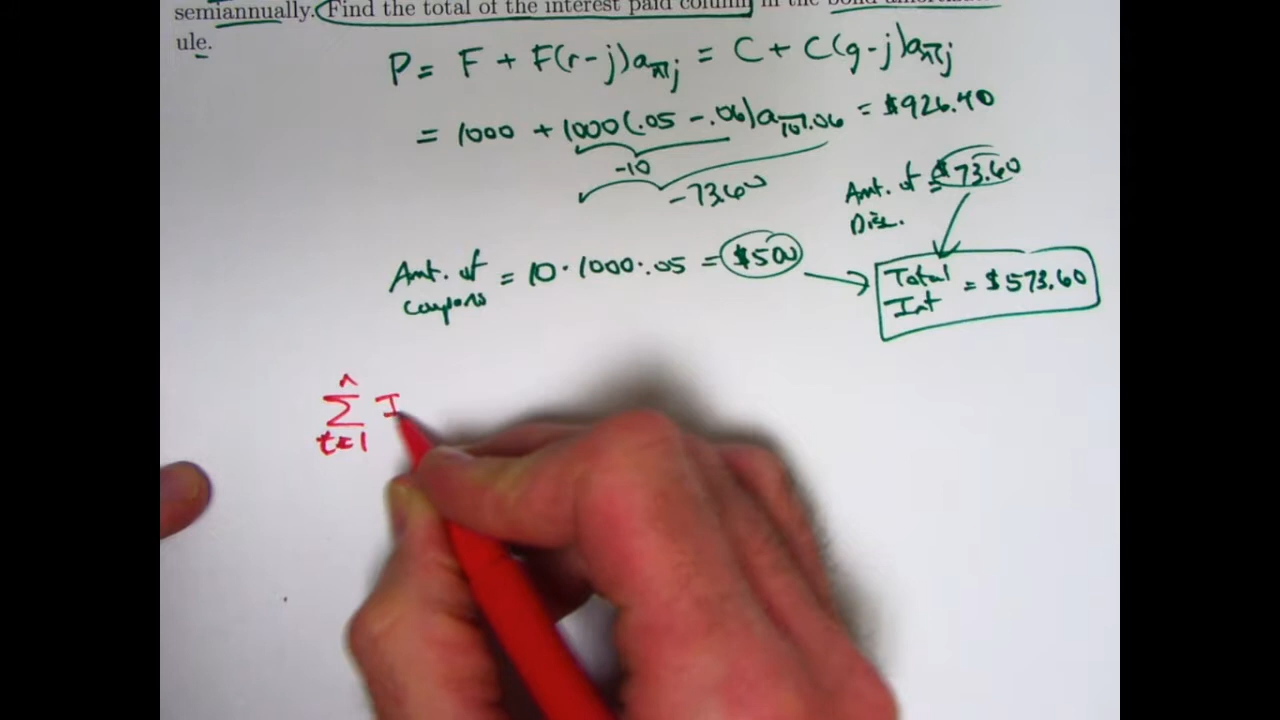 semiannually. Find the total of the interest paid column in the bond
ule.
P = F + F(r-j)a_n⌉j = C + C(g-j)a_n⌉j
= 1000 + 1000(.05 - .06)a_10⌉.06 = $926.40
-10
-73.60
Amt. of Disc. = $73.60
Amt. of coupons = 10·1000·.05 = $500
Total Int = $573.60
n
∑ I
t=1